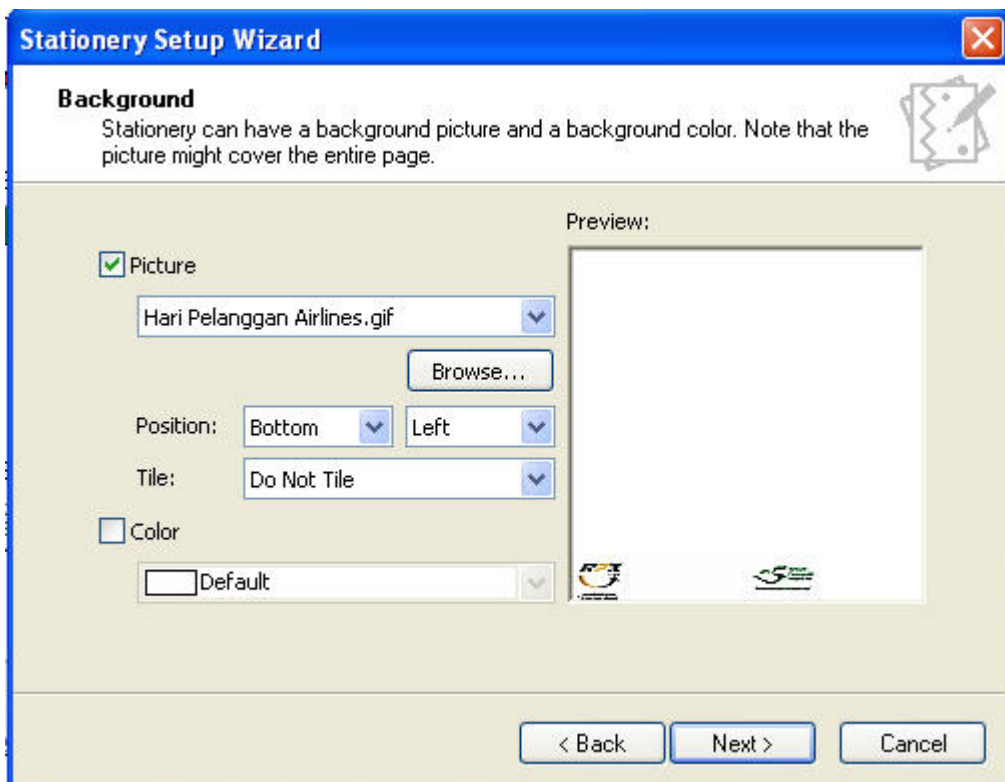 Stationery Setup Wizard
Background
Stationery can have a background picture and a background color. Note that the
picture might cover the entire page.
Preview:
Picture
Hari Pelanggan Airlines.gif
Browse...
Position: Bottom Left
Tile: Do Not Tile
Color
Default
RPX
< Back Next > Cancel